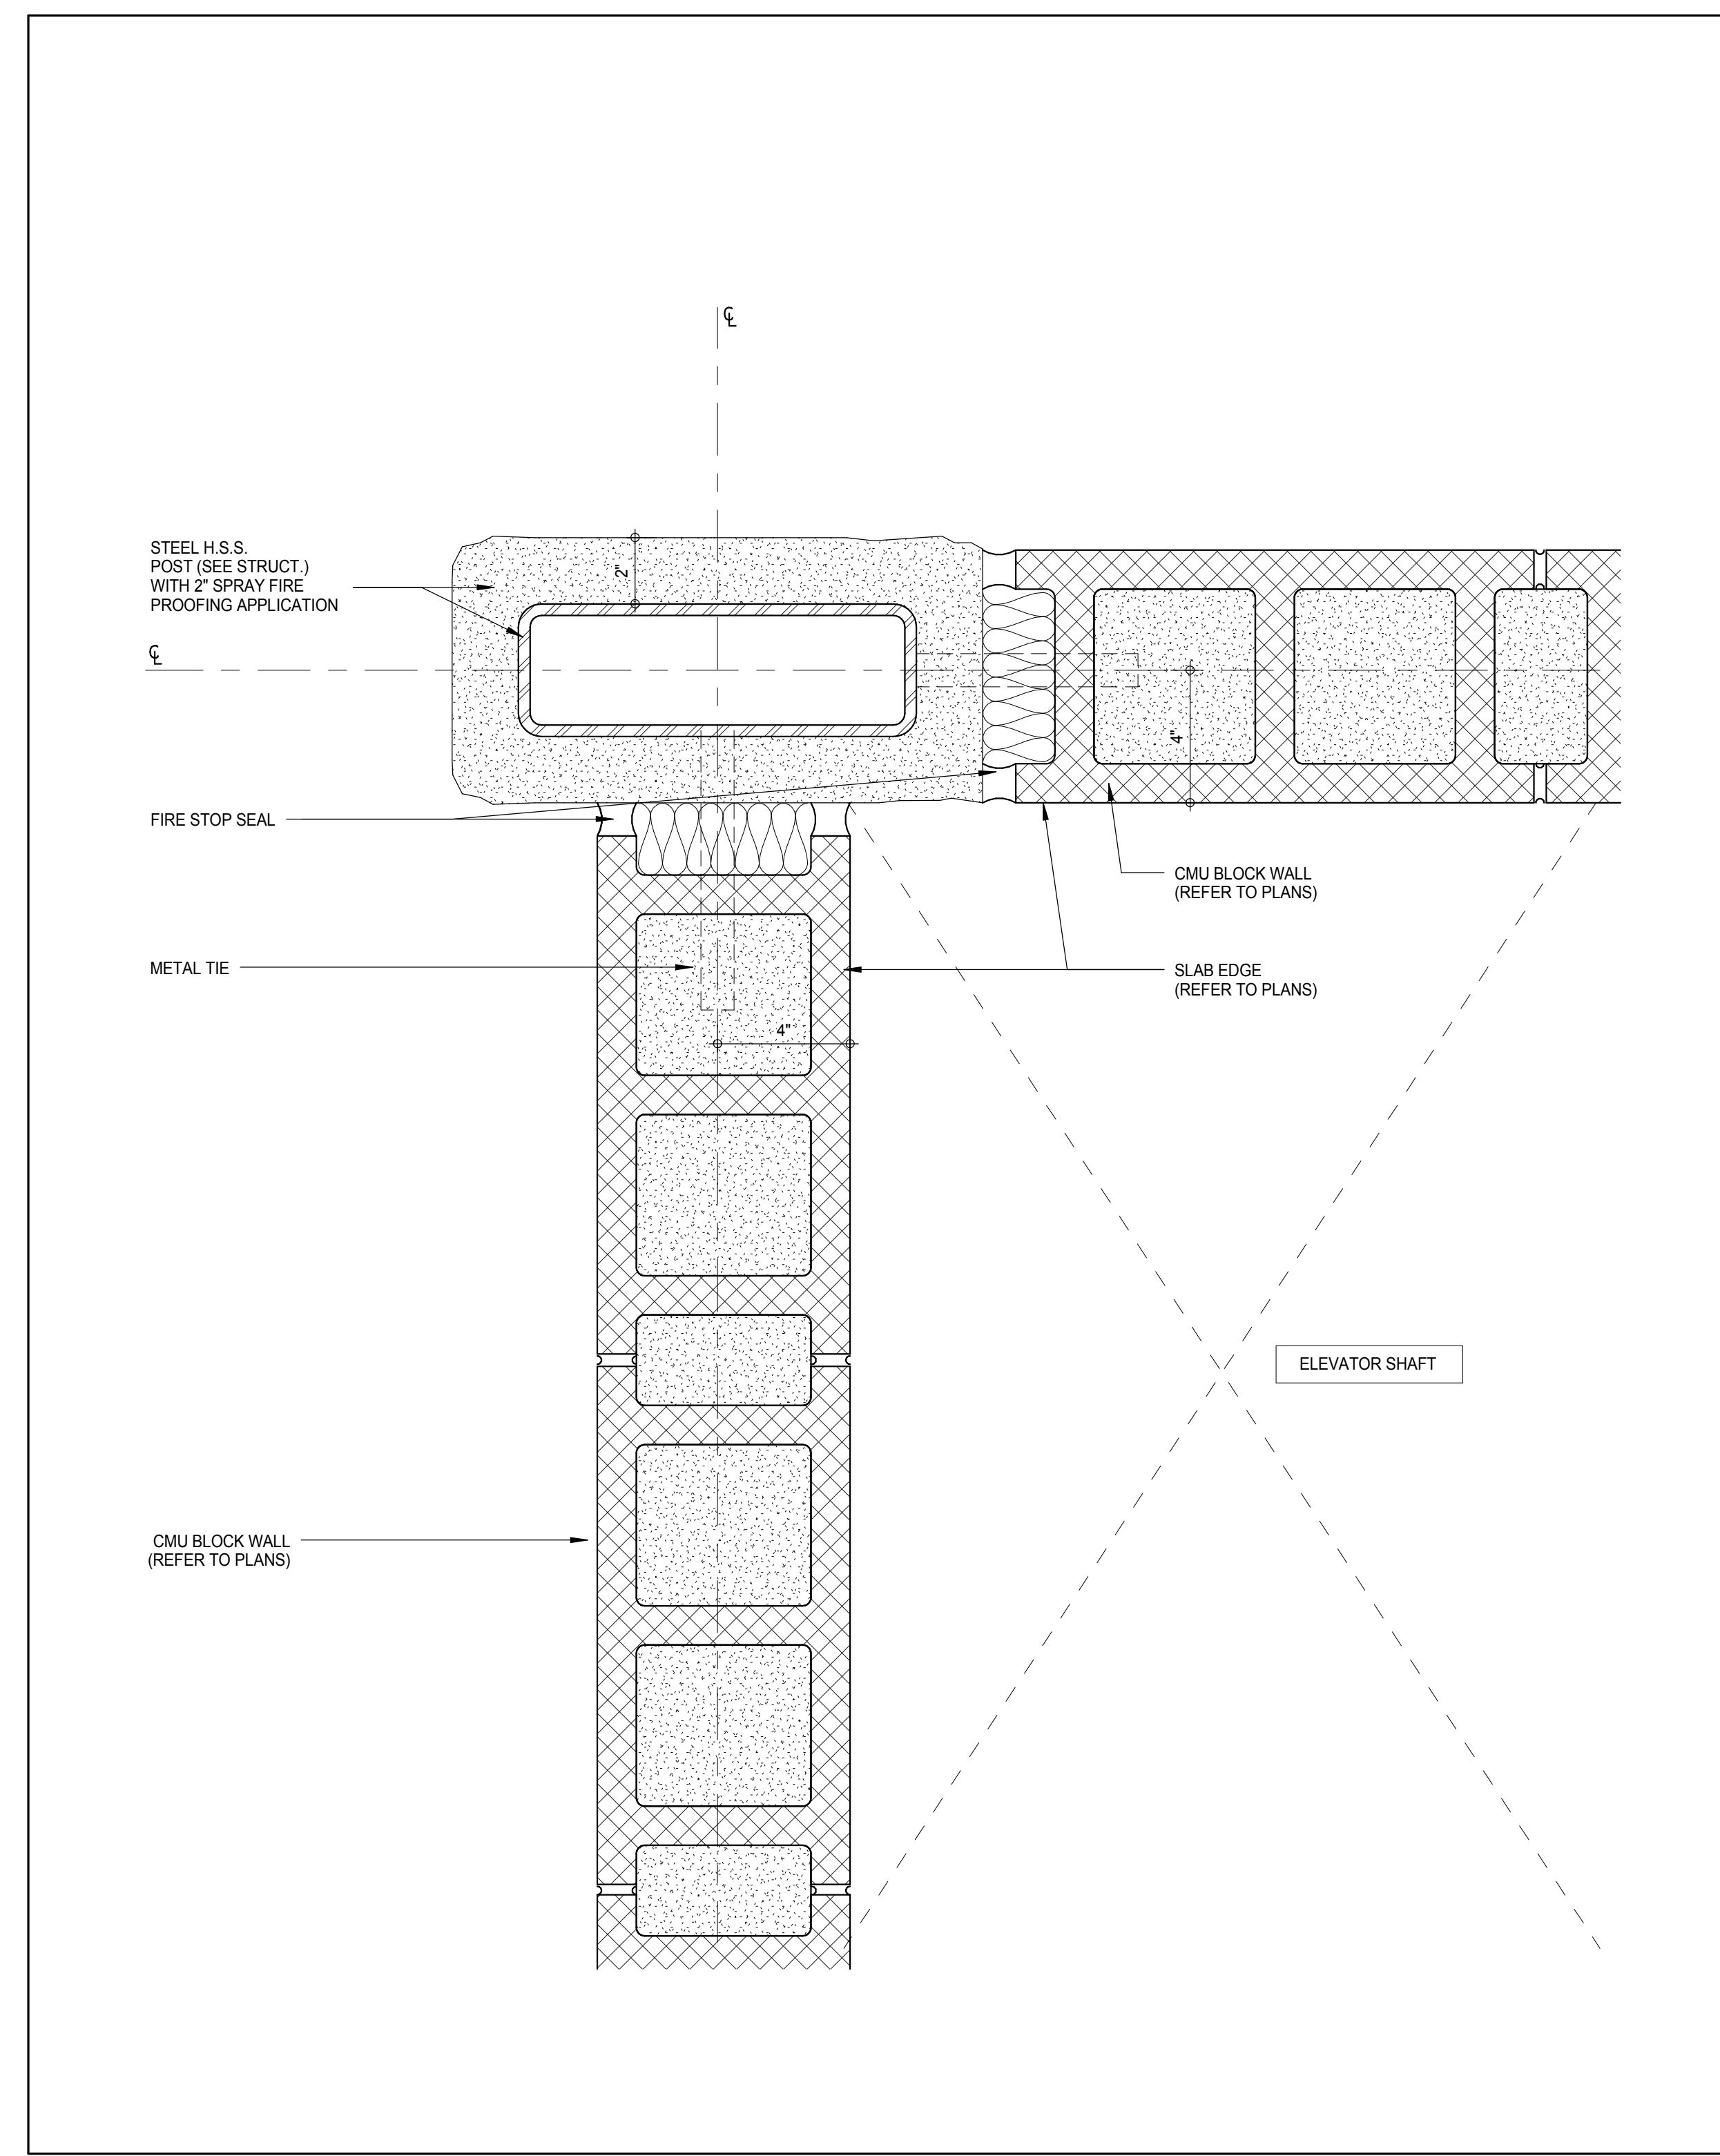 ℄
STEEL H.S.S.
POST (SEE STRUCT.)
WITH 2" SPRAY FIRE
PROOFING APPLICATION
2"
℄
4"
FIRE STOP SEAL
CMU BLOCK WALL
(REFER TO PLANS)
METAL TIE
SLAB EDGE
(REFER TO PLANS)
4"
ELEVATOR SHAFT
CMU BLOCK WALL
(REFER TO PLANS)